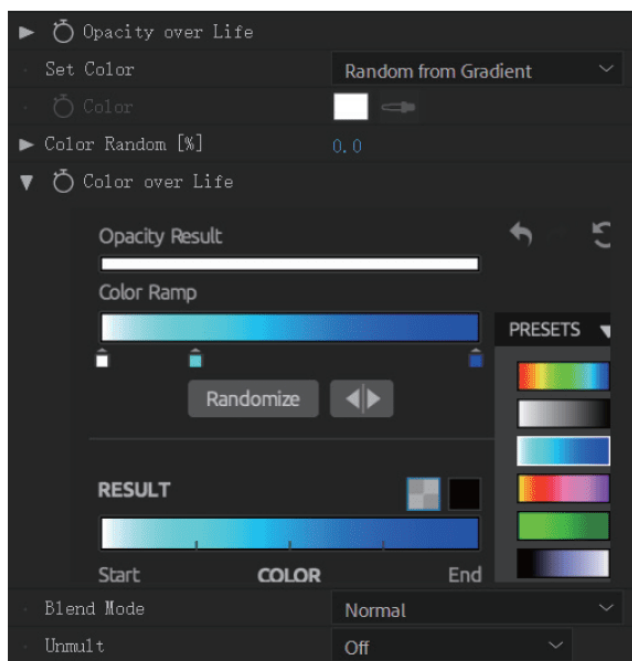 Opacity over Life
Set Color Random from Gradient
Color
Color Random [%] 0.0
Color over Life
Opacity Result
Color Ramp
PRESETS
Randomize
RESULT
Start COLOR End
Blend Mode Normal
Unmult Off